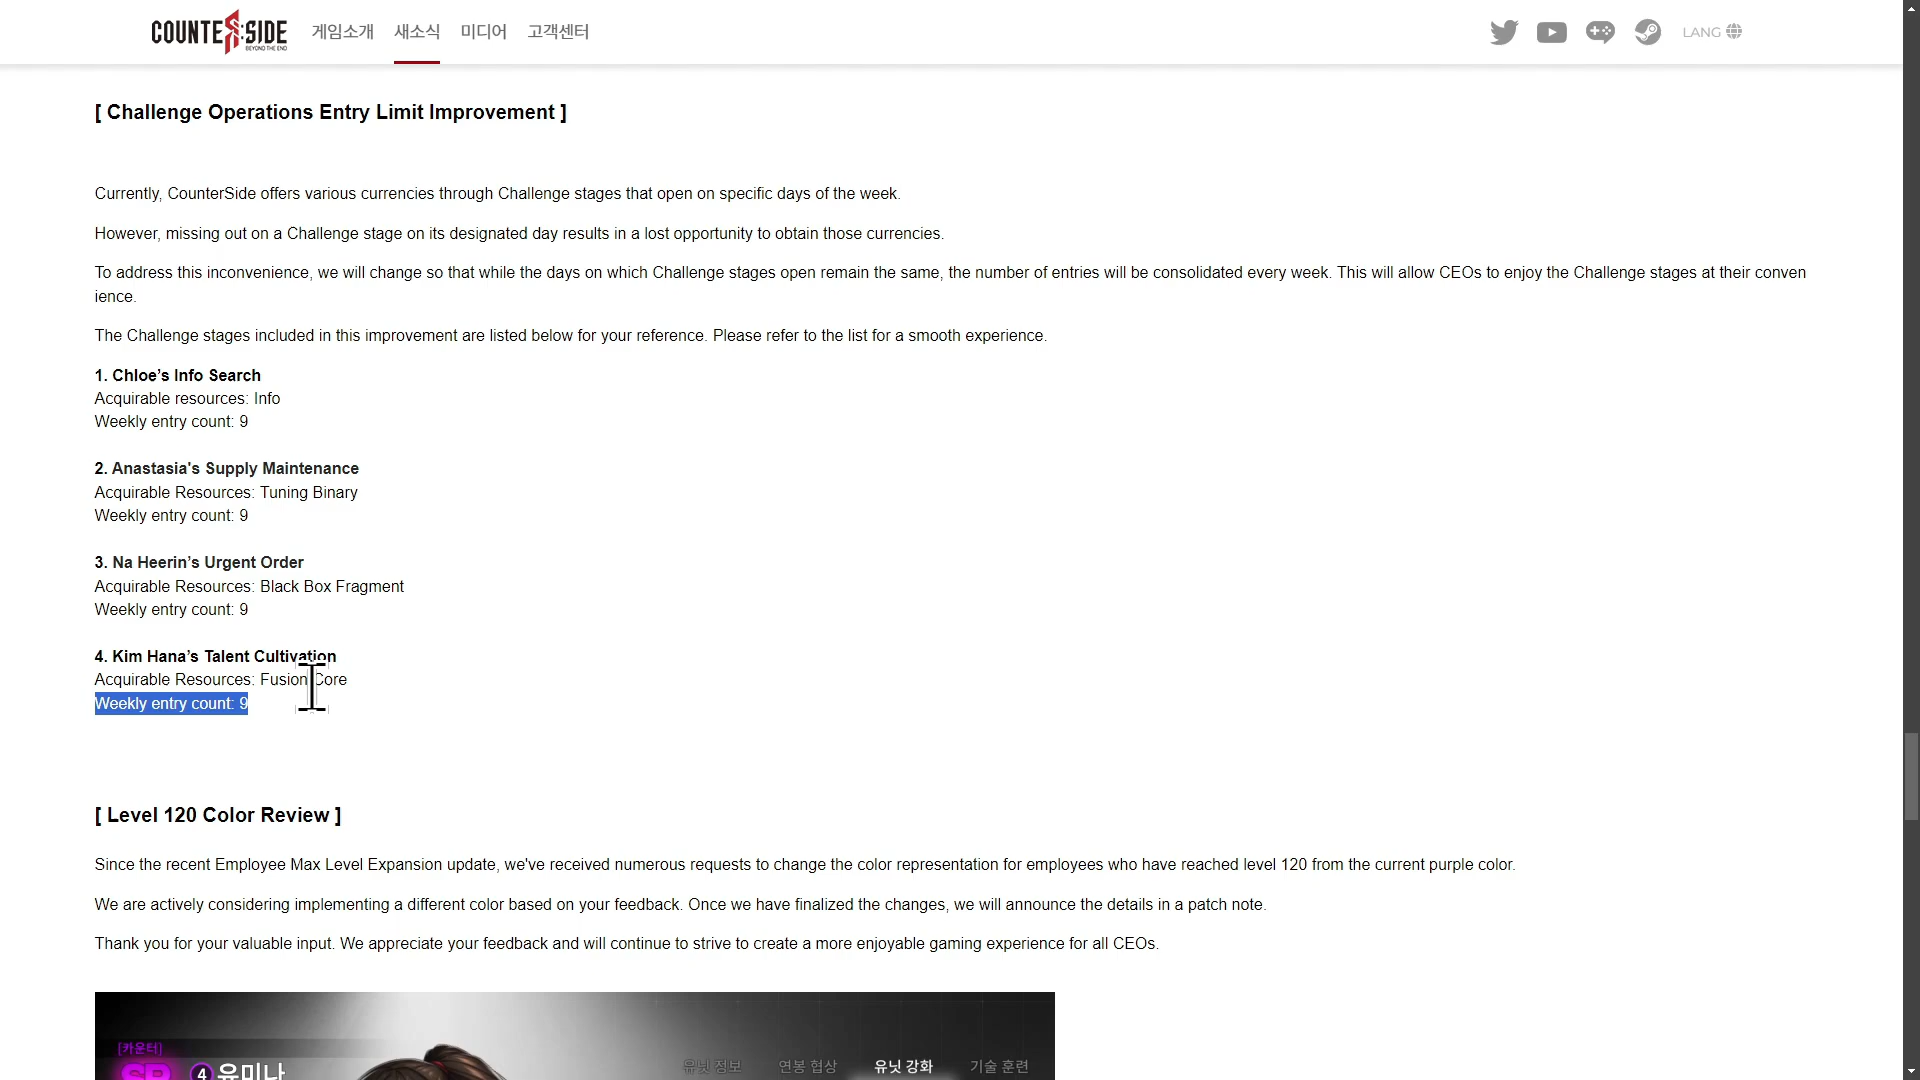 COUNTER:SIDE
BEYOND THE END
게임소개 새소식 미디어 고객센터
LANG
[ Challenge Operations Entry Limit Improvement ]
Currently, CounterSide offers various currencies through Challenge stages that open on specific days of the week.
However, missing out on a Challenge stage on its designated day results in a lost opportunity to obtain those currencies.
To address this inconvenience, we will change so that while the days on which Challenge stages open remain the same, the number of entries will be consolidated every week. This will allow CEOs to enjoy the Challenge stages at their conven
ience.
The Challenge stages included in this improvement are listed below for your reference. Please refer to the list for a smooth experience.
1. Chloe’s Info Search
Acquirable resources: Info
Weekly entry count: 9
2. Anastasia's Supply Maintenance
Acquirable Resources: Tuning Binary
Weekly entry count: 9
3. Na Heerin’s Urgent Order
Acquirable Resources: Black Box Fragment
Weekly entry count: 9
4. Kim Hana’s Talent Cultivation
Acquirable Resources: Fusion Core
Weekly entry count: 9
[ Level 120 Color Review ]
Since the recent Employee Max Level Expansion update, we've received numerous requests to change the color representation for employees who have reached level 120 from the current purple color.
We are actively considering implementing a different color based on your feedback. Once we have finalized the changes, we will announce the details in a patch note.
Thank you for your valuable input. We appreciate your feedback and will continue to strive to create a more enjoyable gaming experience for all CEOs.
[카운터]
SR 4 유미나
유닛 정보 연봉 협상 유닛 강화 기술 훈련